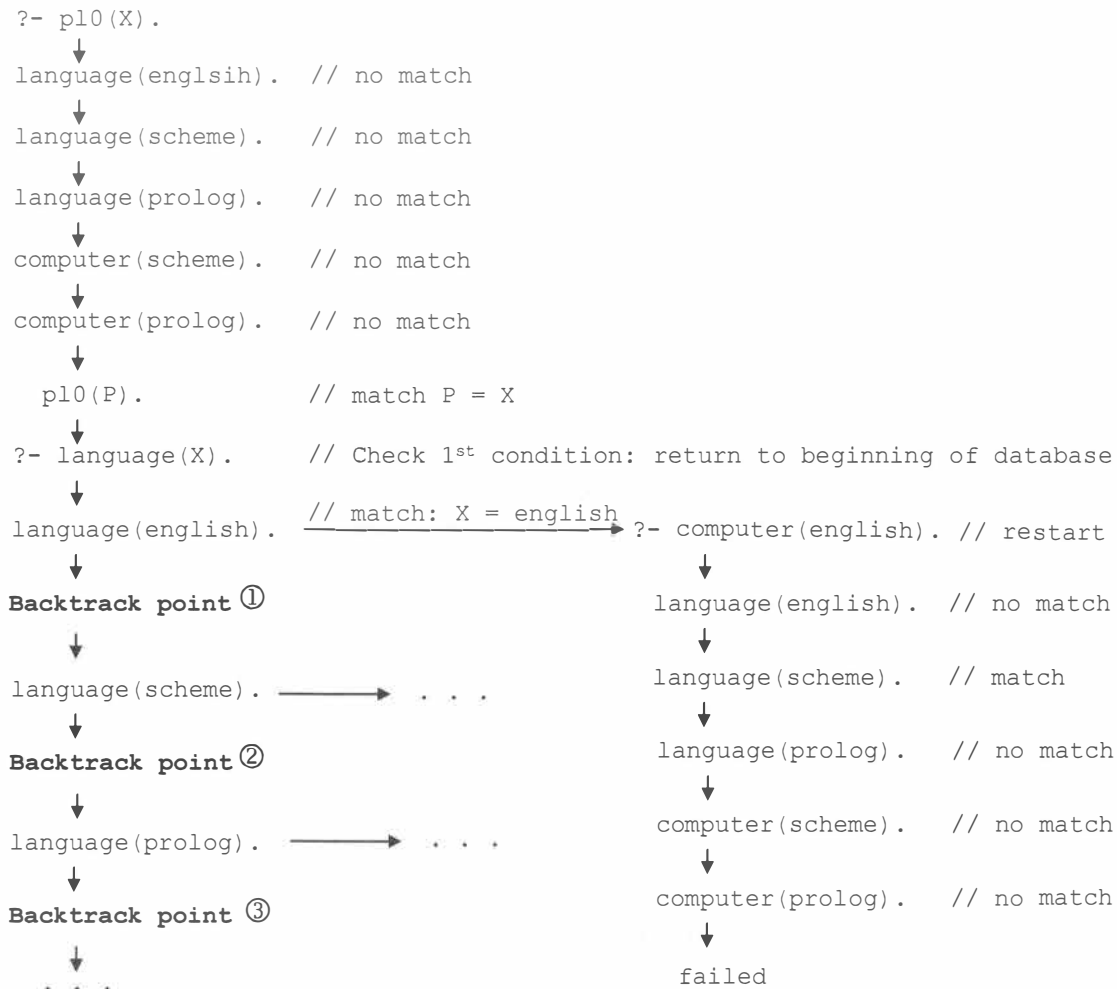 ?- pl0(X).
language(englsih). // no match
language(scheme). // no match
language(prolog). // no match
computer(scheme). // no match
computer(prolog). // no match
pl0(P). // match P = X
?- language(X). // Check 1st condition: return to beginning of database
language(english). // match: X = english ?- computer(english). // restart
Backtrack point ① language(english). // no match
language(scheme). . . . language(scheme). // match
Backtrack point ② language(prolog). // no match
language(prolog). . . . computer(scheme). // no match
Backtrack point ③ computer(prolog). // no match
. . . failed